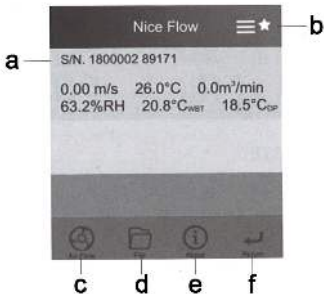 Nice Flow
b
a
S/N. 1800002 89171
0.00 m/s 26.0°C 0.0m³/min
63.2%RH 20.8°CWBT 18.5°CDP
c d e f